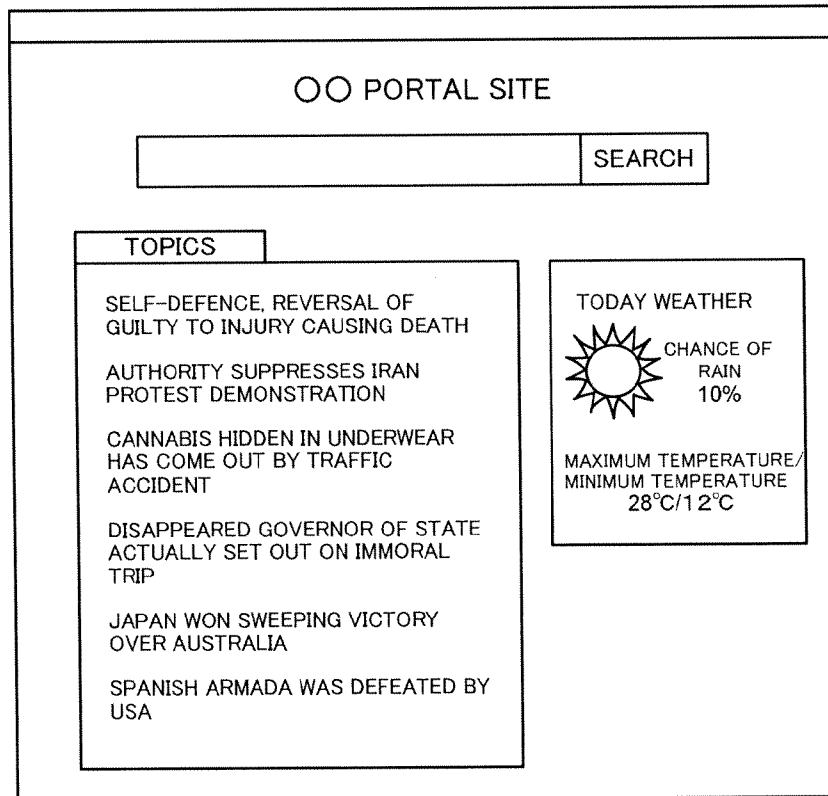 ○○ PORTAL SITE
SEARCH
TOPICS
SELF-DEFENCE, REVERSAL OF
GUILTY TO INJURY CAUSING DEATH
AUTHORITY SUPPRESSES IRAN
PROTEST DEMONSTRATION
CANNABIS HIDDEN IN UNDERWEAR
HAS COME OUT BY TRAFFIC
ACCIDENT
DISAPPEARED GOVERNOR OF STATE
ACTUALLY SET OUT ON IMMORAL
TRIP
JAPAN WON SWEEPING VICTORY
OVER AUSTRALIA
SPANISH ARMADA WAS DEFEATED BY
USA
TODAY WEATHER
CHANCE OF
RAIN
10%
MAXIMUM TEMPERATURE/
MINIMUM TEMPERATURE
28°C/12°C